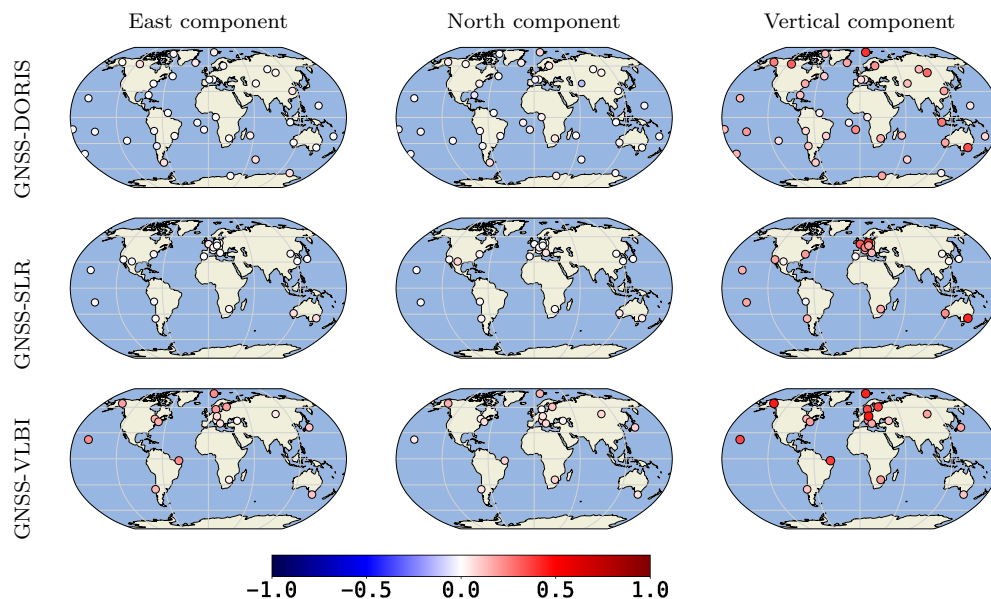 East component North component Vertical component
GNSS-DORIS
GNSS-SLR
GNSS-VLBI
−1.0 −0.5 0.0 0.5 1.0